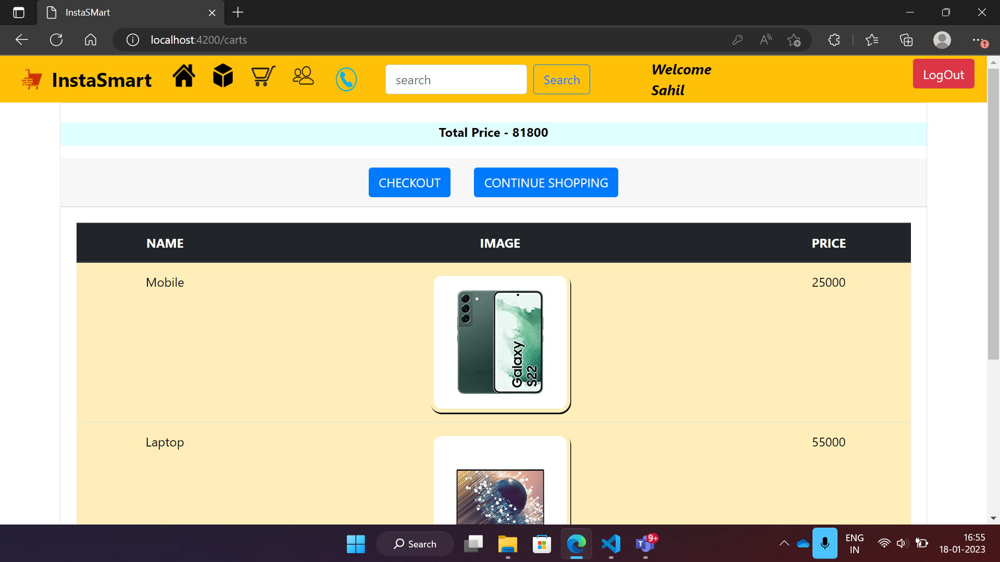 InstaSMart
localhost:4200/carts
InstaSmart
search
Search
Welcome
Sahil
LogOut
Total Price - 81800
CHECKOUT
CONTINUE SHOPPING
NAME IMAGE PRICE
Mobile 25000
Galaxy
S22
Laptop 55000
Search
9+
T
ENG
IN
16:55
18-01-2023